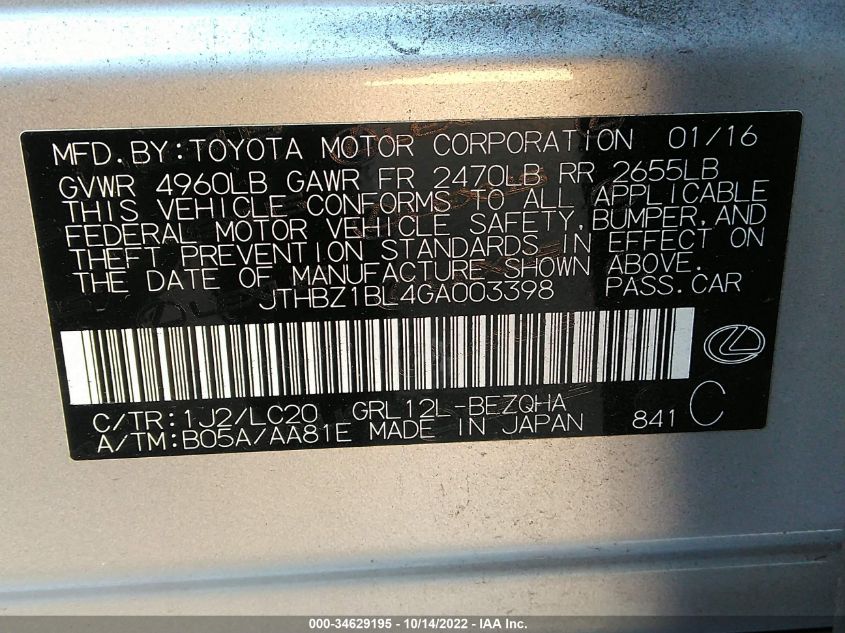 MFD.BY:TOYOTA MOTOR CORPORATION 01/16
GVWR 4960LB GAWR FR 2470LB RR 2655LB
THIS VEHICLE CONFORMS TO ALL APPLICABLE
FEDERAL MOTOR VEHICLE SAFETY, BUMPER, AND
THEFT PREVENTION STANDARDS IN EFFECT ON
THE DATE OF MANUFACTURE SHOWN ABOVE.
JTHBZ1BL4GA003398 PASS.CAR
C/TR:1J2/LC20 GRL12L-BEZQHA
A/TM:B05A/AA81E MADE IN JAPAN 841 C
000-34629195 - 10/14/2022 - IAA Inc.